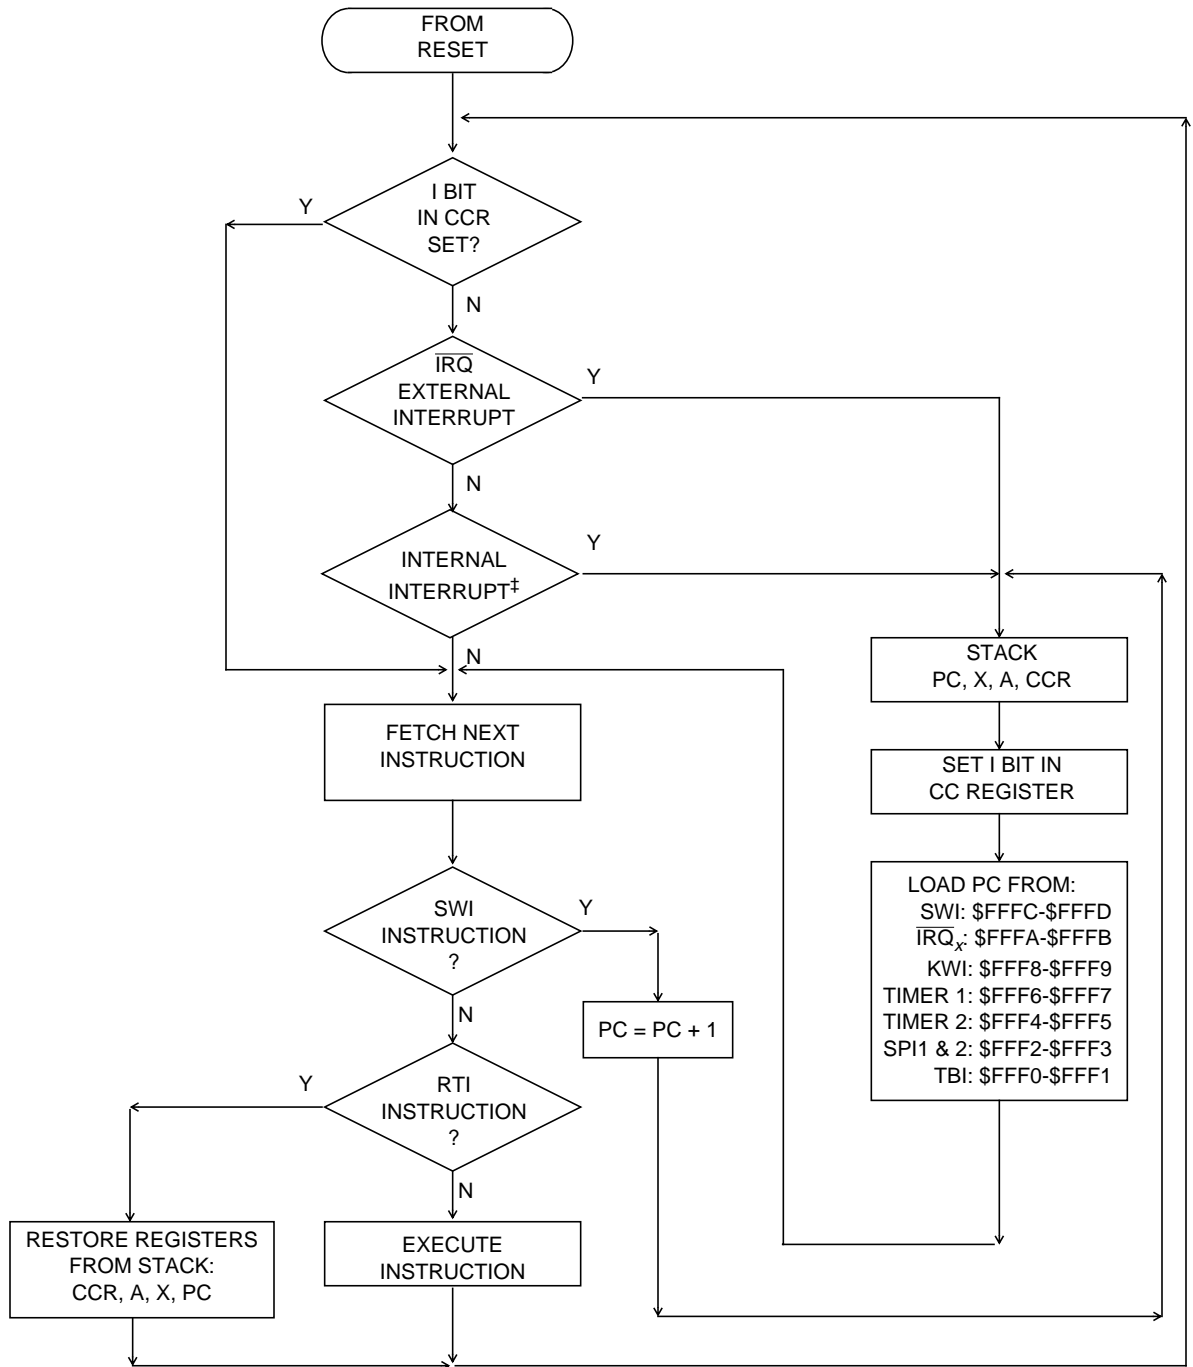 FROM
RESET
I BIT
IN CCR
SET?
Y
N
IRQ
EXTERNAL
INTERRUPT
Y
N
INTERNAL
INTERRUPT‡
Y
N
STACK
PC, X, A, CCR
FETCH NEXT
INSTRUCTION
SET I BIT IN
CC REGISTER
LOAD PC FROM:
SWI: $FFFC-$FFFD
IRQx: $FFFA-$FFFB
KWI: $FFF8-$FFF9
TIMER 1: $FFF6-$FFF7
TIMER 2: $FFF4-$FFF5
SPI1 & 2: $FFF2-$FFF3
TBI: $FFF0-$FFF1
SWI
INSTRUCTION
?
Y
N
PC = PC + 1
RTI
INSTRUCTION
?
Y
N
RESTORE REGISTERS
FROM STACK:
CCR, A, X, PC
EXECUTE
INSTRUCTION